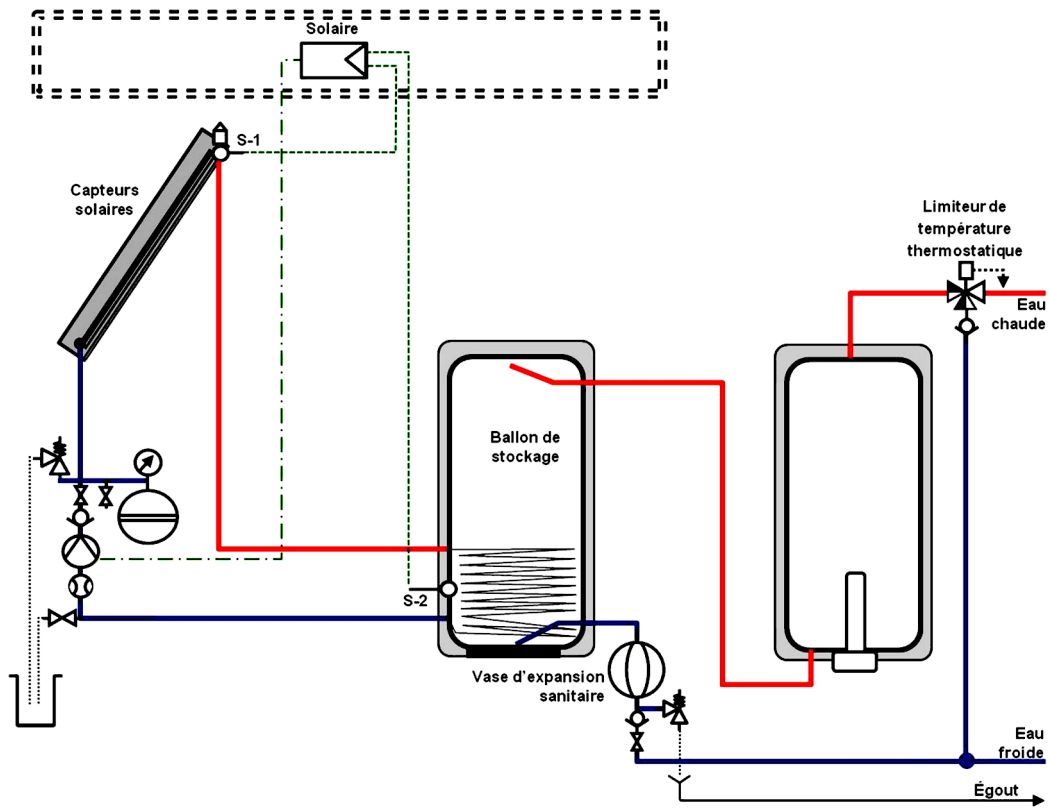 Solaire
S-1
Capteurs
solaires
Limiteur de
température
thermostatique
Eau
chaude
Ballon de
stockage
S-2
Vase d'expansion
sanitaire
Eau
froide
Égout